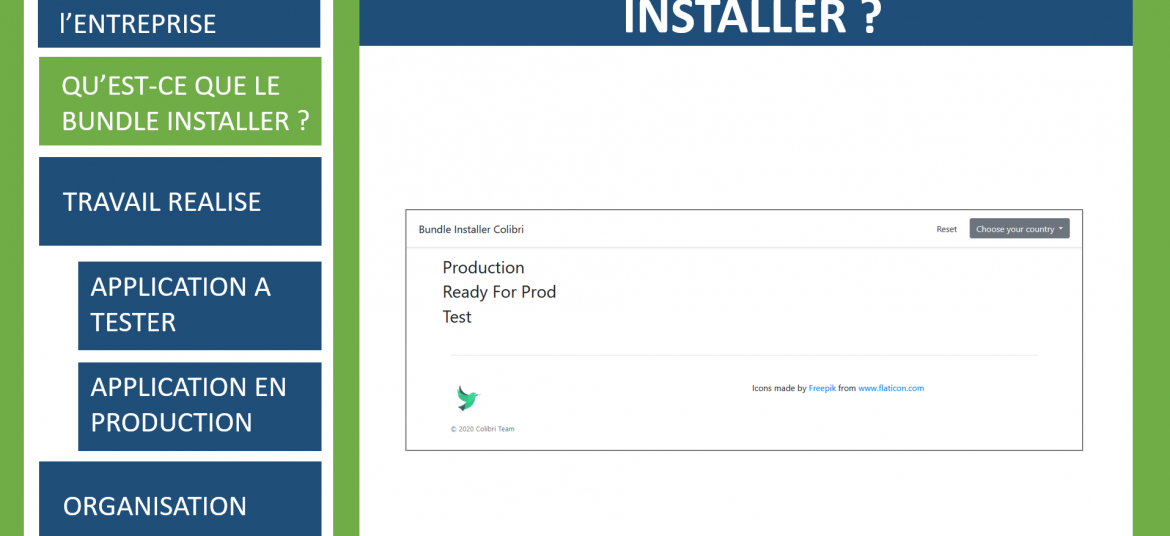 l’ENTREPRISE
QU’EST-CE QUE LE
BUNDLE INSTALLER ?
TRAVAIL REALISE
APPLICATION A
TESTER
APPLICATION EN
PRODUCTION
ORGANISATION
INSTALLER ?
Bundle Installer Colibri
Reset
Choose your country
Production
Ready For Prod
Test
Icons made by Freepik from www.flaticon.com
© 2020 Colibri Team